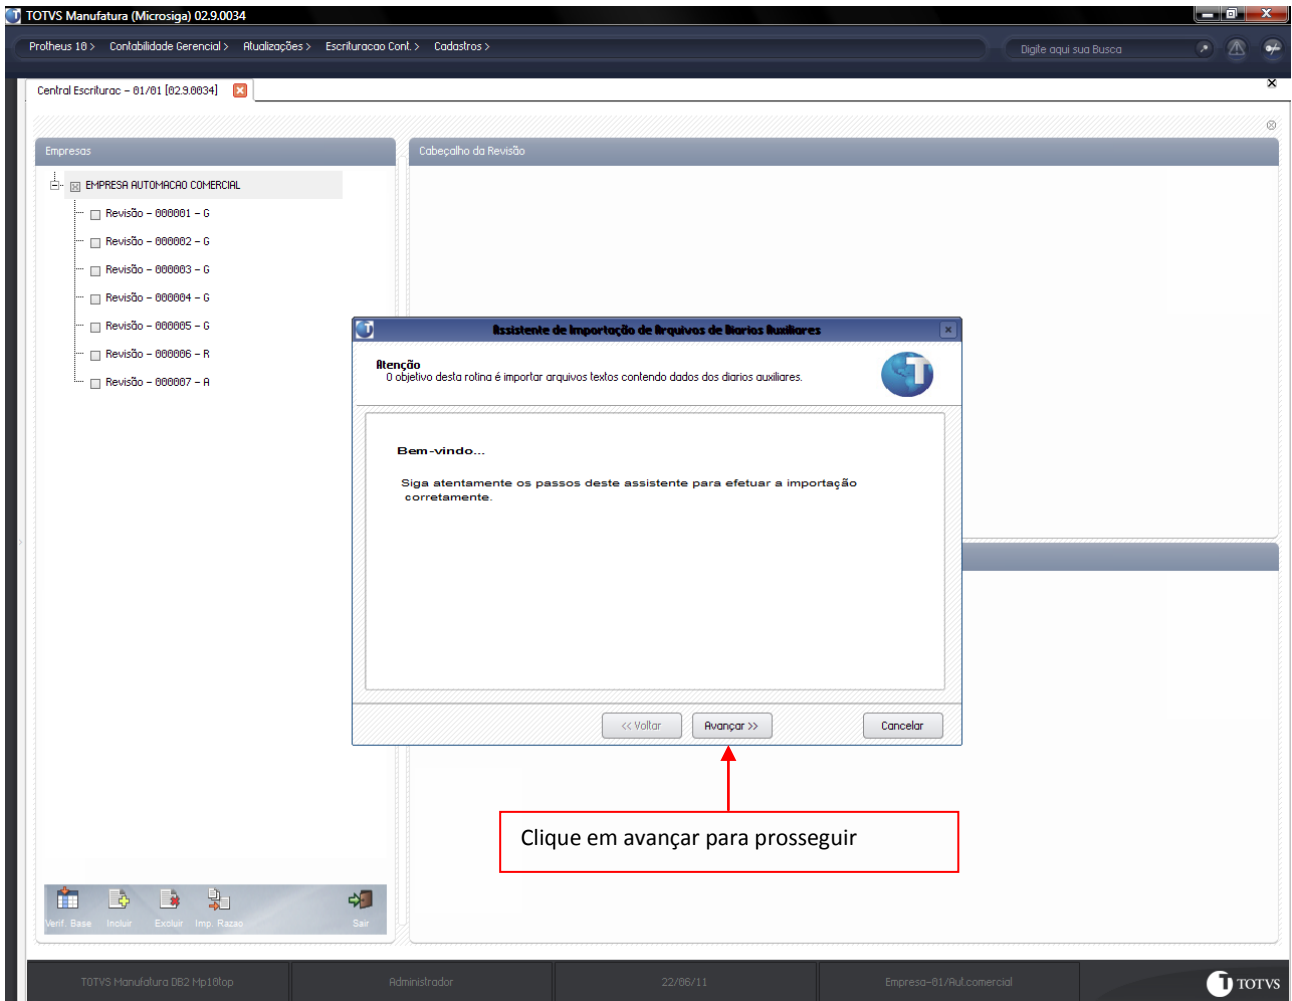 TOTVS Manufatura (Microsiga) 02.9.0034
Protheus 10 > Contabilidade Gerencial > Atualizações > Escrituracao Cont. > Cadastros >
Digite aqui sua Busca
Central Escriturac - 01/01 [02.9.0034]
Empresas
Cabeçalho da Revisão
EMPRESA AUTOMACAO COMERCIAL
Revisão - 000001 - G
Revisão - 000002 - G
Revisão - 000003 - G
Revisão - 000004 - G
Revisão - 000005 - G
Revisão - 000006 - R
Revisão - 000007 - A
Assistente de Importação de Arquivos de Diarios Auxiliares
Atenção
O objetivo desta rotina é importar arquivos textos contendo dados dos diarios auxiliares.
Bem-vindo...
Siga atentamente os passos deste assistente para efetuar a importação
corretamente.
<< Voltar
Avançar >>
Cancelar
Clique em avançar para prosseguir
Verif. Base
Incluir
Excluir
Imp. Razao
Sair
TOTVS Manufatura DB2 Mp10top
Administrador
22/06/11
Empresa-01/Aut.comercial
TOTVS